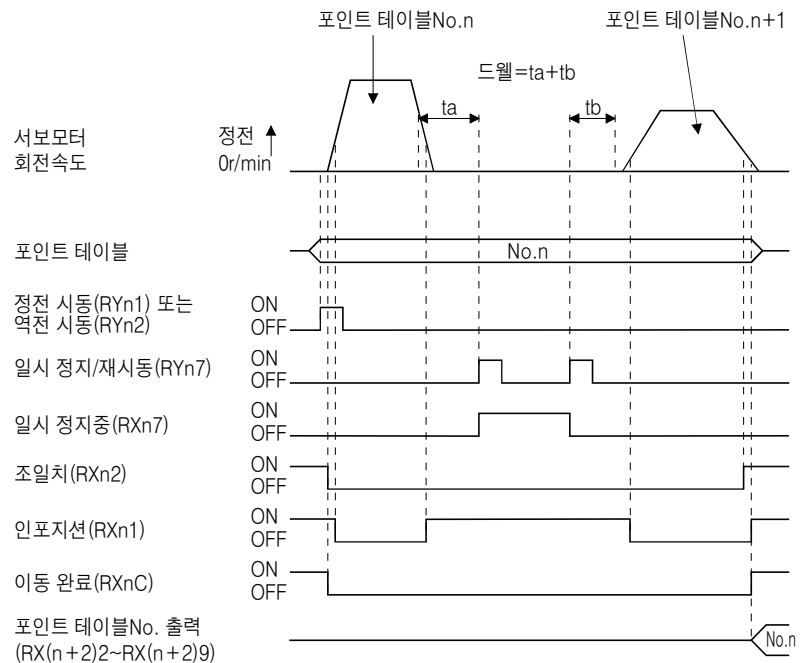 포인트 테이블No.n
포인트 테이블No.n+1
드웰=ta+tb
ta
tb
서보모터
회전속도
정전
0r/min
포인트 테이블
No.n
정전 시동(RYn1) 또는
역전 시동(RYn2)
ON
OFF
일시 정지/재시동(RYn7)
ON
OFF
일시 정지중(RXn7)
ON
OFF
조일치(RXn2)
ON
OFF
인포지션(RXn1)
ON
OFF
이동 완료(RXnC)
ON
OFF
포인트 테이블No. 출력
(RX(n+2)2~RX(n+2)9)
No.n